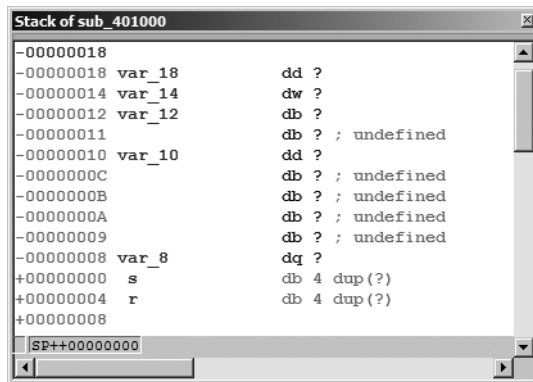 Stack of sub_401000
-00000018
-00000018 var_18 dd ?
-00000014 var_14 dw ?
-00000012 var_12 db ?
-00000011 db ? ; undefined
-00000010 var_10 dd ?
-0000000C db ? ; undefined
-0000000B db ? ; undefined
-0000000A db ? ; undefined
-00000009 db ? ; undefined
-00000008 var_8 dq ?
+00000000 s db 4 dup(?)
+00000004 r db 4 dup(?)
+00000008
SP++00000000